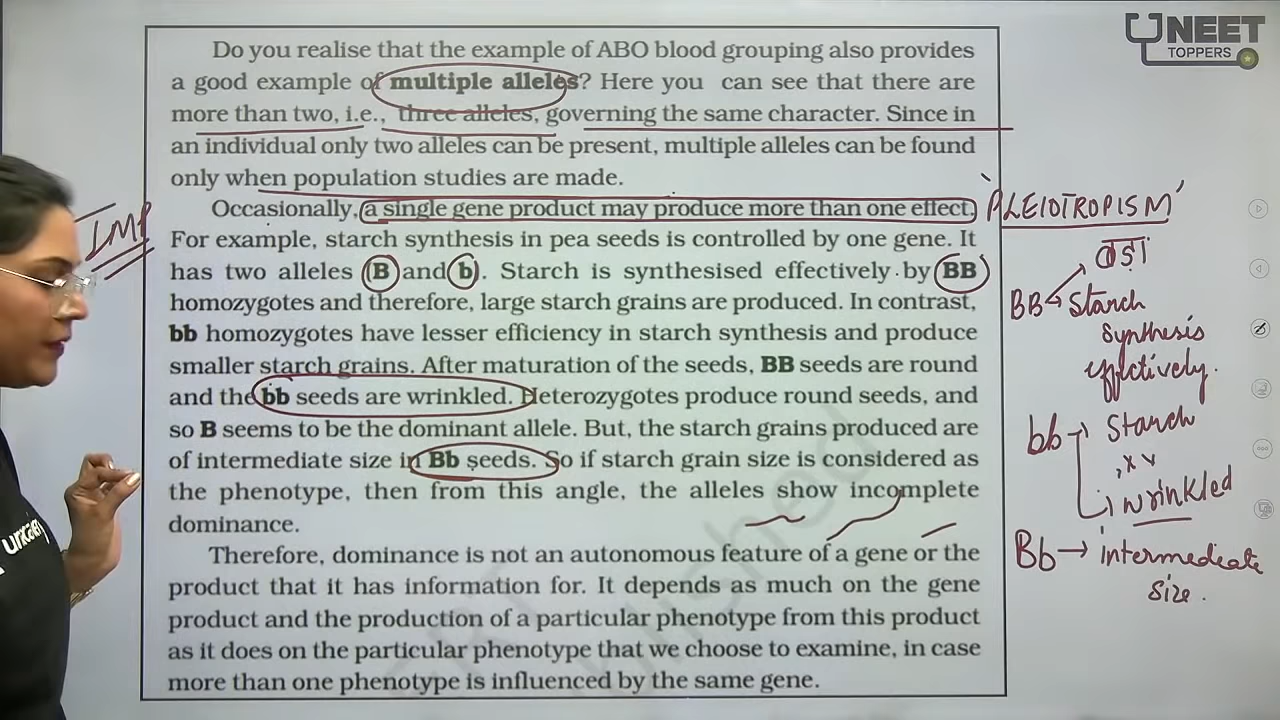 UNEET
TOPPERS
Do you realise that the example of ABO blood grouping also provides
a good example of multiple alleles? Here you can see that there are
more than two, i.e., three alleles, governing the same character. Since in
an individual only two alleles can be present, multiple alleles can be found
only when population studies are made.
Occasionally, a single gene product may produce more than one effect.
For example, starch synthesis in pea seeds is controlled by one gene. It
has two alleles (B and b). Starch is synthesised effectively by BB
homozygotes and therefore, large starch grains are produced. In contrast,
bb homozygotes have lesser efficiency in starch synthesis and produce
smaller starch grains. After maturation of the seeds, BB seeds are round
and the bb seeds are wrinkled. Heterozygotes produce round seeds, and
so B seems to be the dominant allele. But, the starch grains produced are
of intermediate size in Bb seeds. So if starch grain size is considered as
the phenotype, then from this angle, the alleles show incomplete
dominance.
Therefore, dominance is not an autonomous feature of a gene or the
product that it has information for. It depends as much on the gene
product and the production of a particular phenotype from this product
as it does on the particular phenotype that we choose to examine, in case
more than one phenotype is influenced by the same gene.
IMP
'PLEIOTROPISM'
BB → Starch
synthesis
effectively.
bb → Starch
→ wrinkled
Bb → intermediate
size.